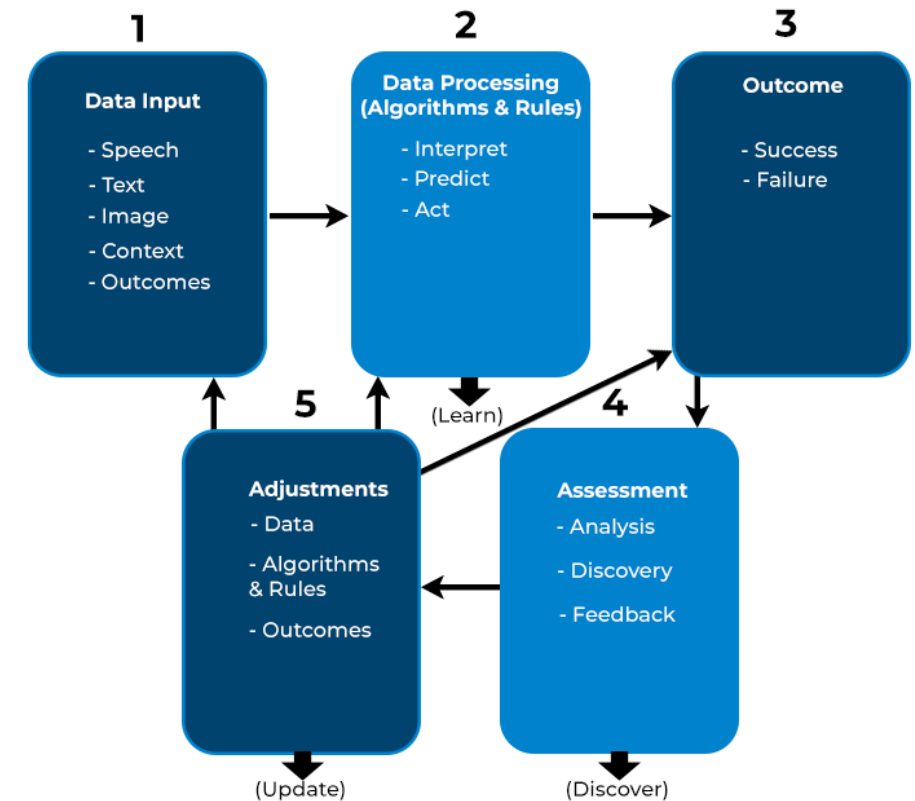 1
Data Input
- Speech
- Text
- Image
- Context
- Outcomes
2
Data Processing
(Algorithms & Rules)
- Interpret
- Predict
- Act
(Learn)
3
Outcome
- Success
- Failure
4
Assessment
- Analysis
- Discovery
- Feedback
(Discover)
5
Adjustments
- Data
- Algorithms
& Rules
- Outcomes
(Update)